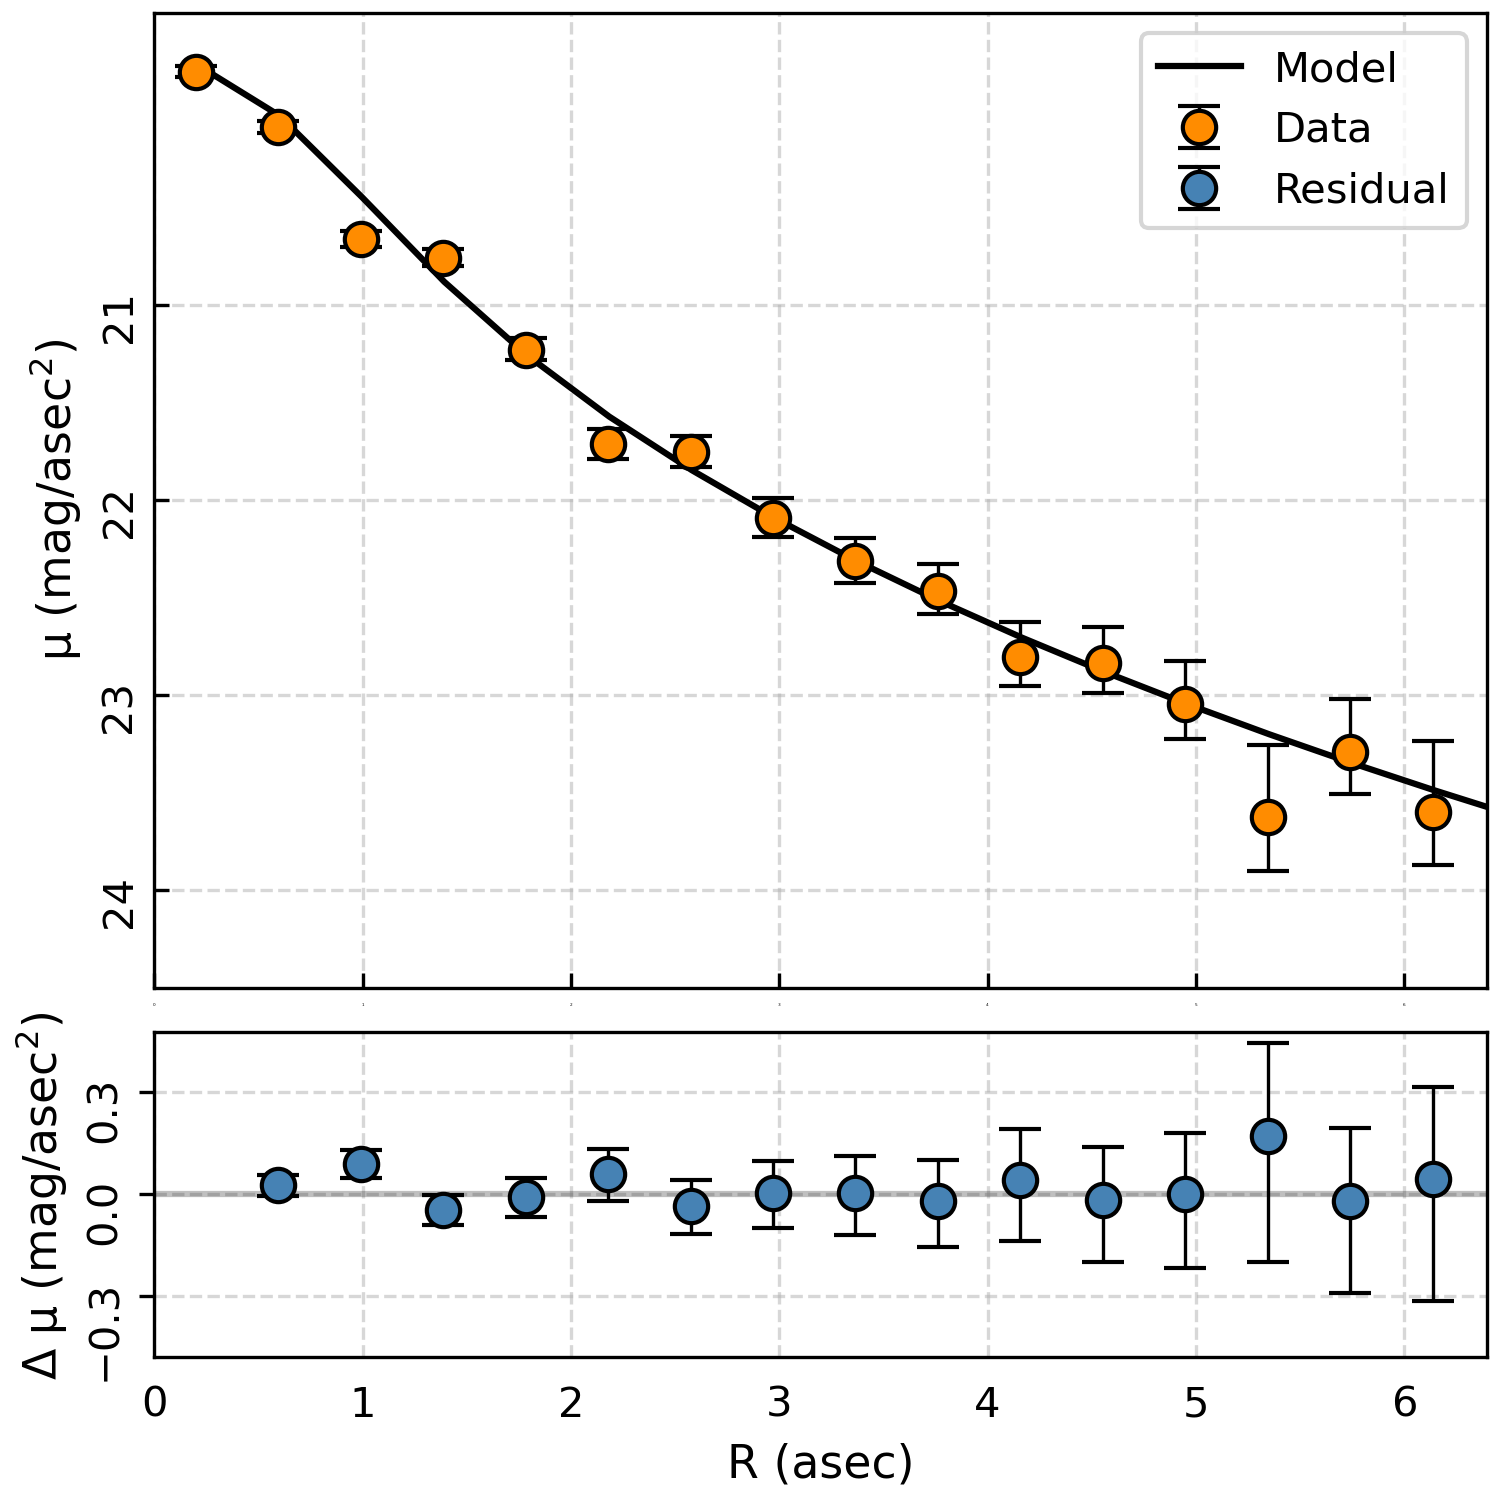 Model
Data
Residual
21
22
23
24
μ (mag/asec²)
0.3
0.0
−0.3
Δ μ (mag/asec²)
0 1 2 3 4 5 6
R (asec)